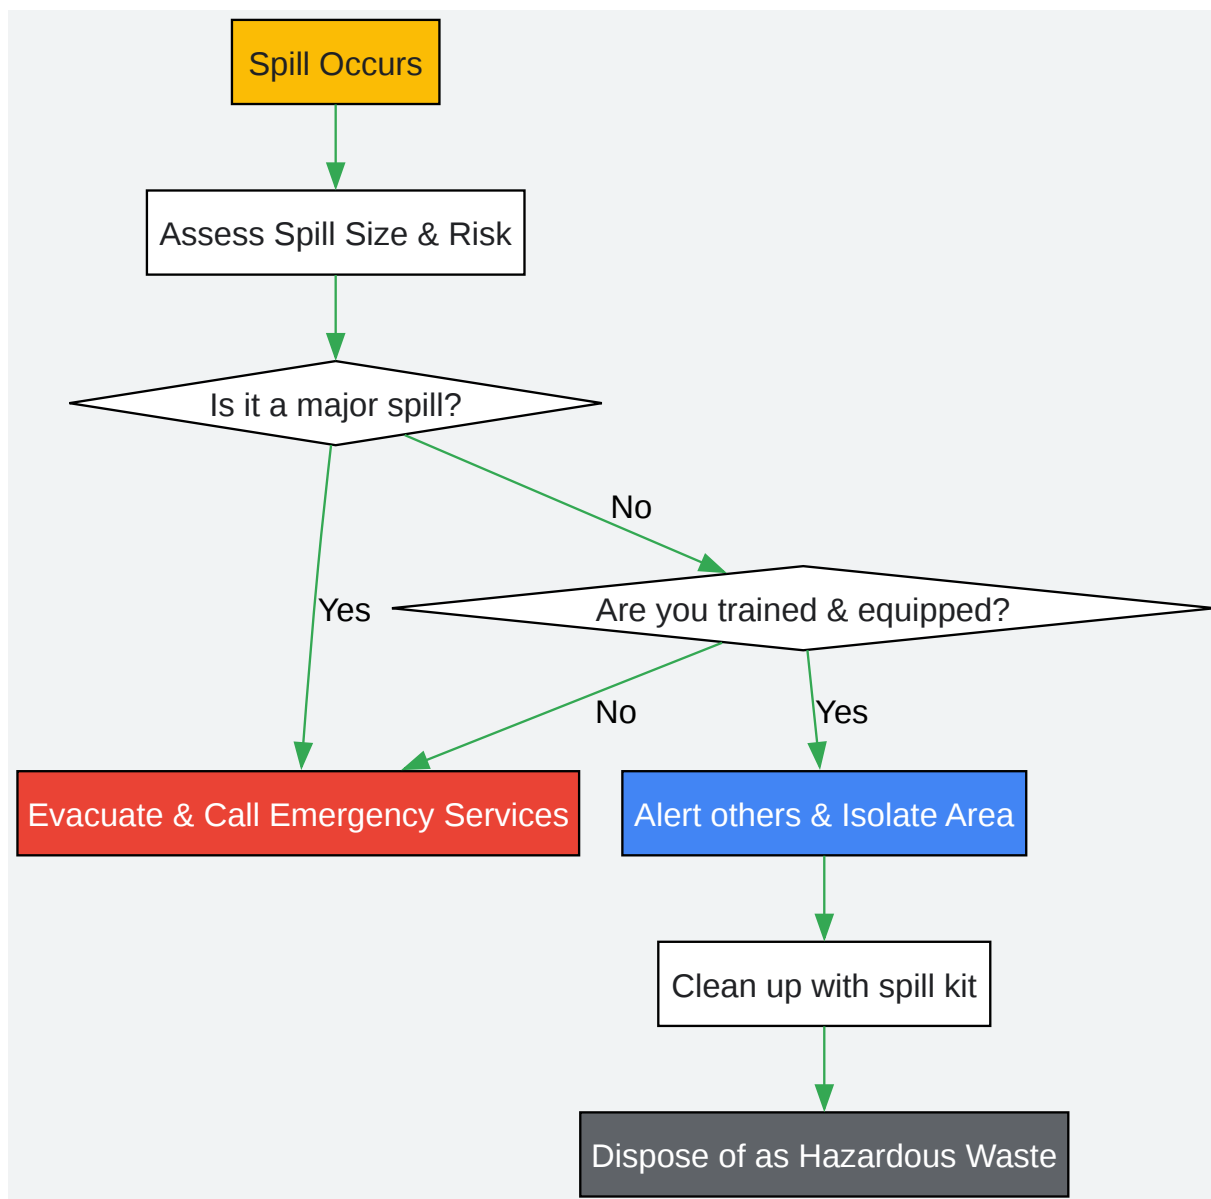 Spill Occurs
Assess Spill Size & Risk
Is it a major spill?
No
Yes
Are you trained & equipped?
No
Yes
Evacuate & Call Emergency Services
Alert others & Isolate Area
Clean up with spill kit
Dispose of as Hazardous Waste